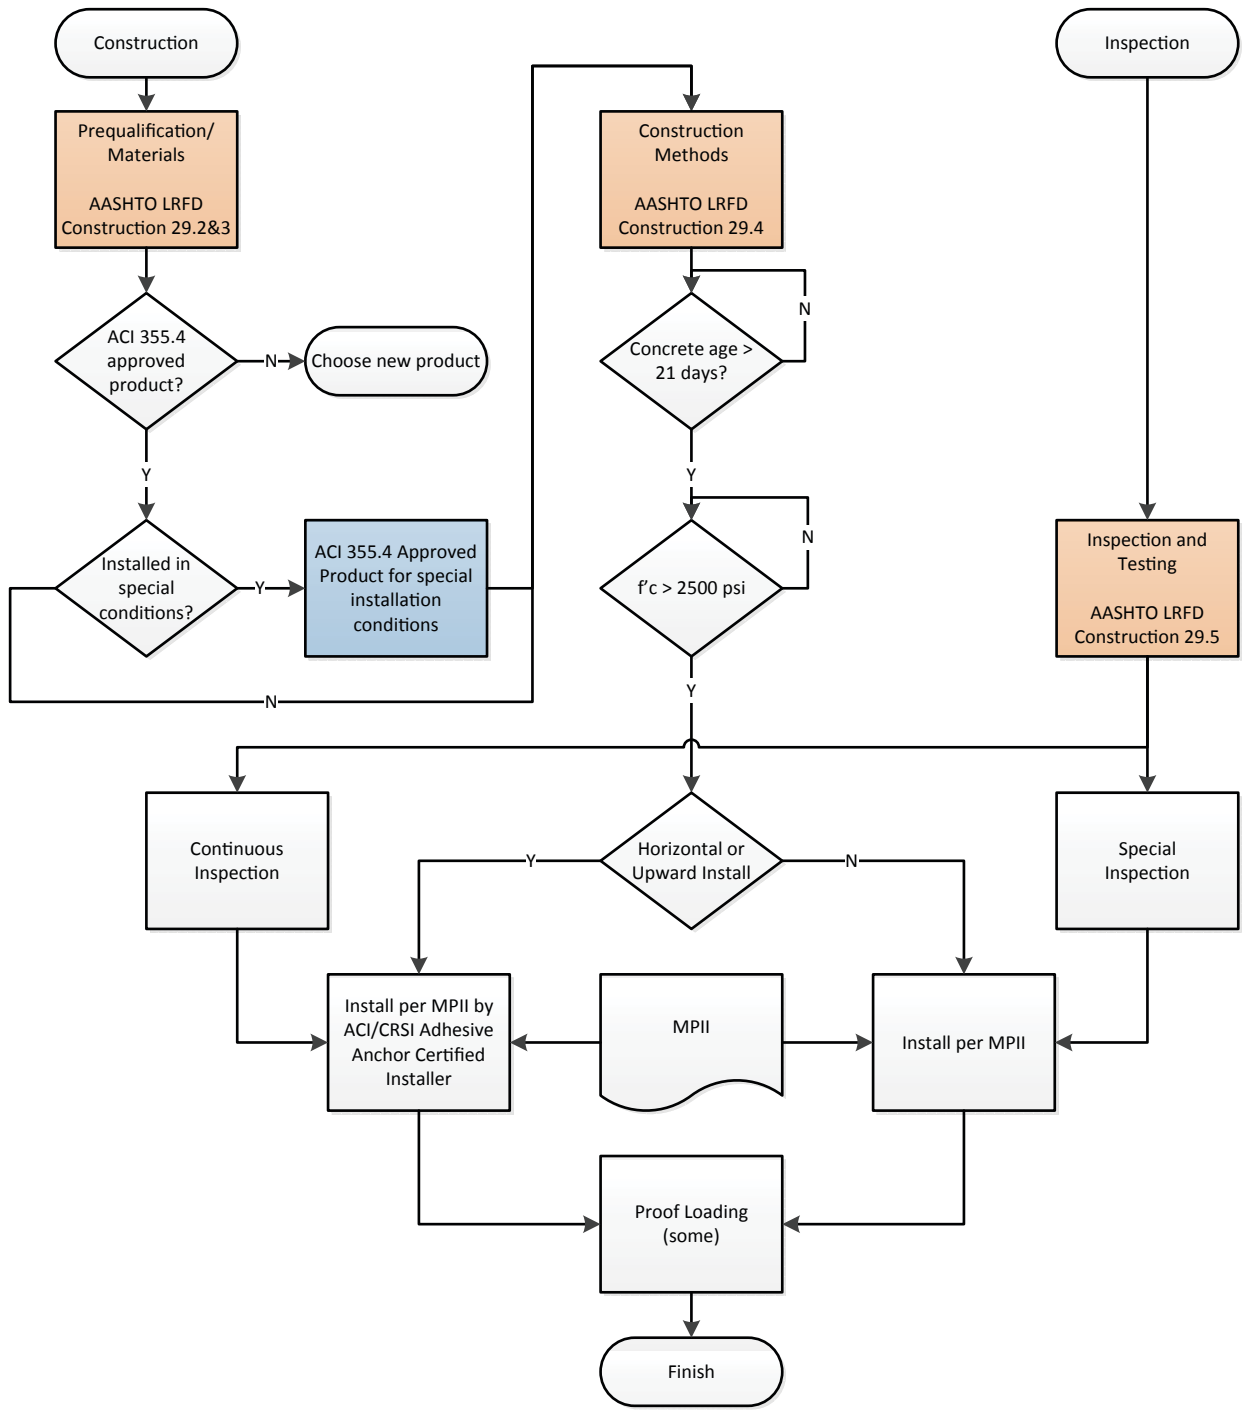 Construction
Inspection
Prequalification/
Materials
AASHTO LRFD
Construction 29.2&3
Construction
Methods
AASHTO LRFD
Construction 29.4
N
ACI 355.4
approved
product?
N
Choose new product
Concrete age >
21 days?
Y
Y
Installed in
special
conditions?
Y
ACI 355.4 Approved
Product for special
installation
conditions
N
f'c > 2500 psi
Inspection and
Testing
AASHTO LRFD
Construction 29.5
N
Y
Continuous
Inspection
Y
Horizontal or
Upward Install
N
Special
Inspection
Install per MPII by
ACI/CRSI Adhesive
Anchor Certified
Installer
MPII
Install per MPII
Proof Loading
(some)
Finish